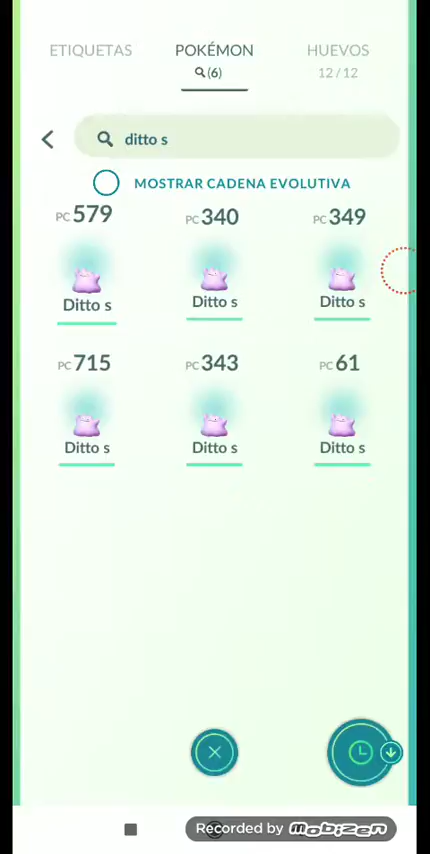 ETIQUETAS POKÉMON HUEVOS
(6) 12 / 12
ditto s
MOSTRAR CADENA EVOLUTIVA
PC 579 PC 340 PC 349
Ditto s Ditto s Ditto s
PC 715 PC 343 PC 61
Ditto s Ditto s Ditto s
Recorded by mobizen